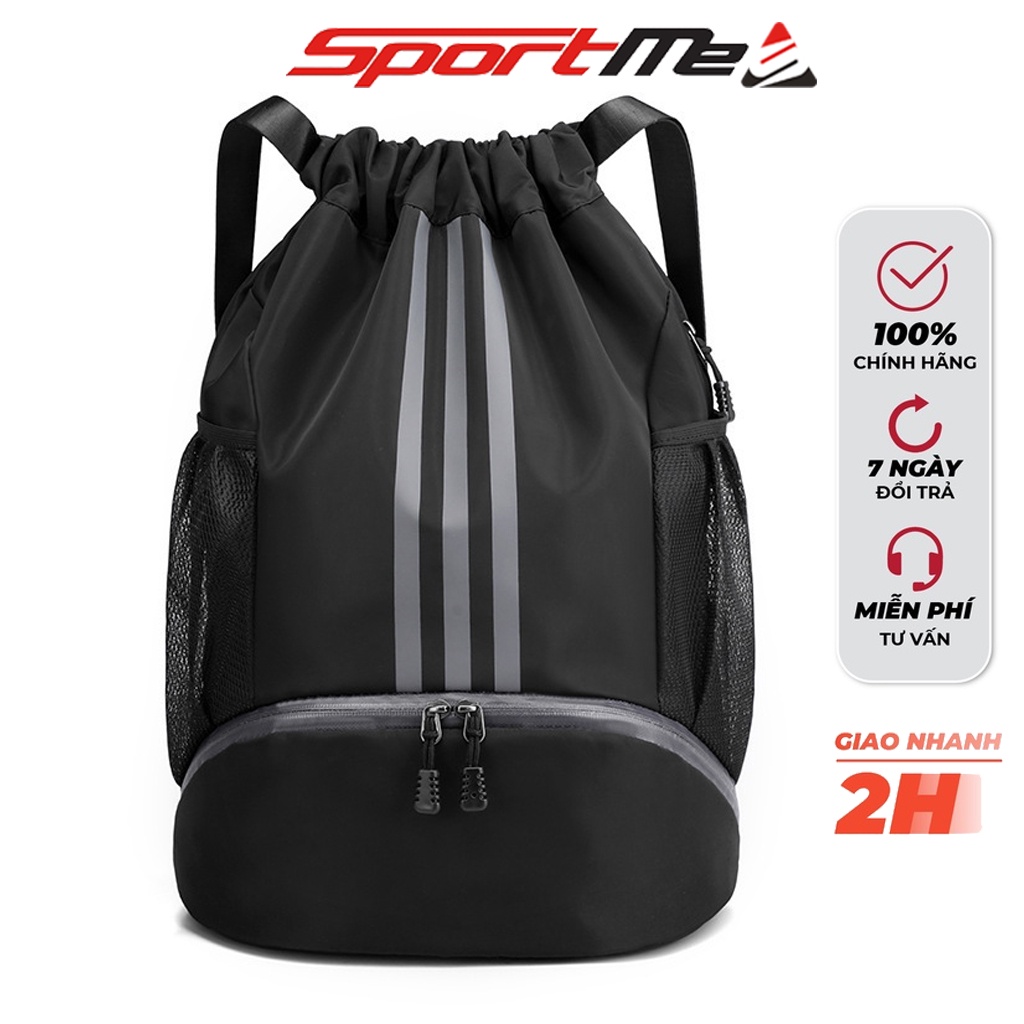 SportMe
100%
CHÍNH HÃNG
7 NGÀY
ĐỔI TRẢ
MIỄN PHÍ
TƯ VẤN
GIAO NHANH
2H